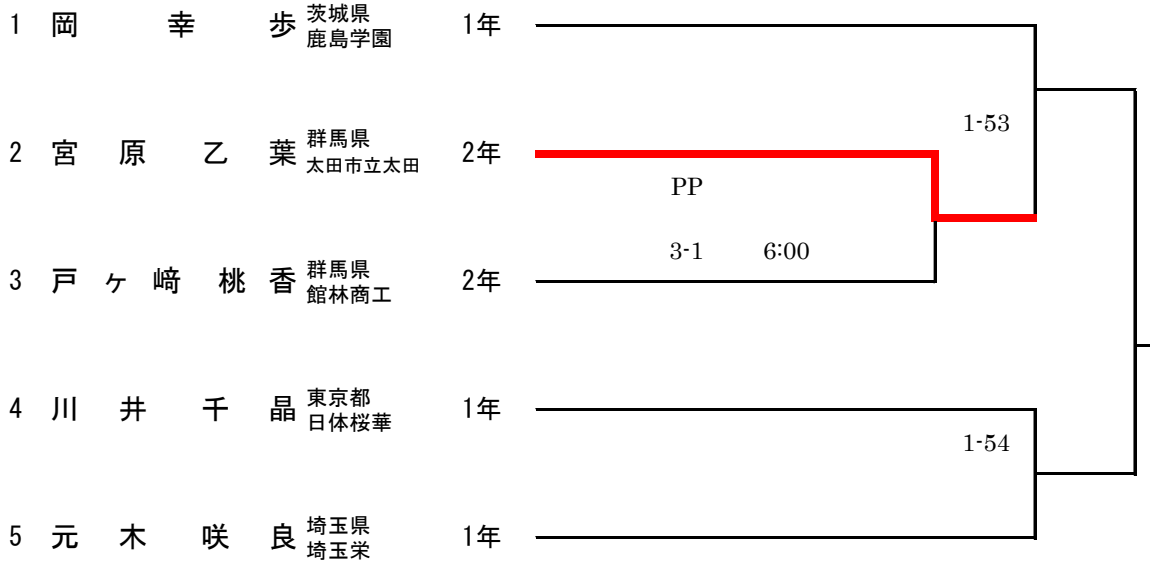 1 岡 幸 歩 茨城県 鹿島学園 1年
1-53
2 宮 原 乙 葉 群馬県 太田市立太田 2年
PP
3-1 6:00
3 戸 ヶ 﨑 桃 香 群馬県 館林商工 2年
4 川 井 千 晶 東京都 日体桜華 1年
1-54
5 元 木 咲 良 埼玉県 埼玉栄 1年